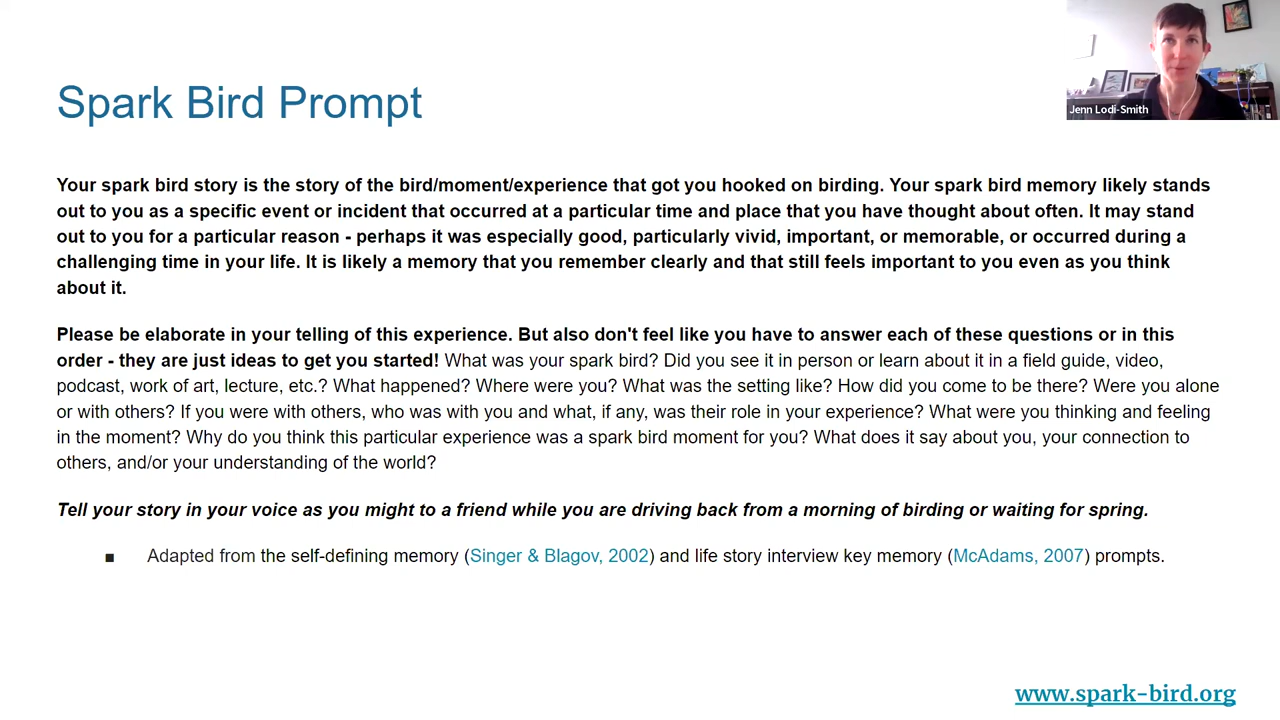 Jenn Lodi-Smith
Spark Bird Prompt
Your spark bird story is the story of the bird/moment/experience that got you hooked on birding. Your spark bird memory likely stands
out to you as a specific event or incident that occurred at a particular time and place that you have thought about often. It may stand
out to you for a particular reason - perhaps it was especially good, particularly vivid, important, or memorable, or occurred during a
challenging time in your life. It is likely a memory that you remember clearly and that still feels important to you even as you think
about it.
Please be elaborate in your telling of this experience. But also don't feel like you have to answer each of these questions or in this
order - they are just ideas to get you started! What was your spark bird? Did you see it in person or learn about it in a field guide, video,
podcast, work of art, lecture, etc.? What happened? Where were you? What was the setting like? How did you come to be there? Were you alone
or with others? If you were with others, who was with you and what, if any, was their role in your experience? What were you thinking and feeling
in the moment? Why do you think this particular experience was a spark bird moment for you? What does it say about you, your connection to
others, and/or your understanding of the world?
Tell your story in your voice as you might to a friend while you are driving back from a morning of birding or waiting for spring.
■ Adapted from the self-defining memory (Singer & Blagov, 2002) and life story interview key memory (McAdams, 2007) prompts.
www.spark-bird.org